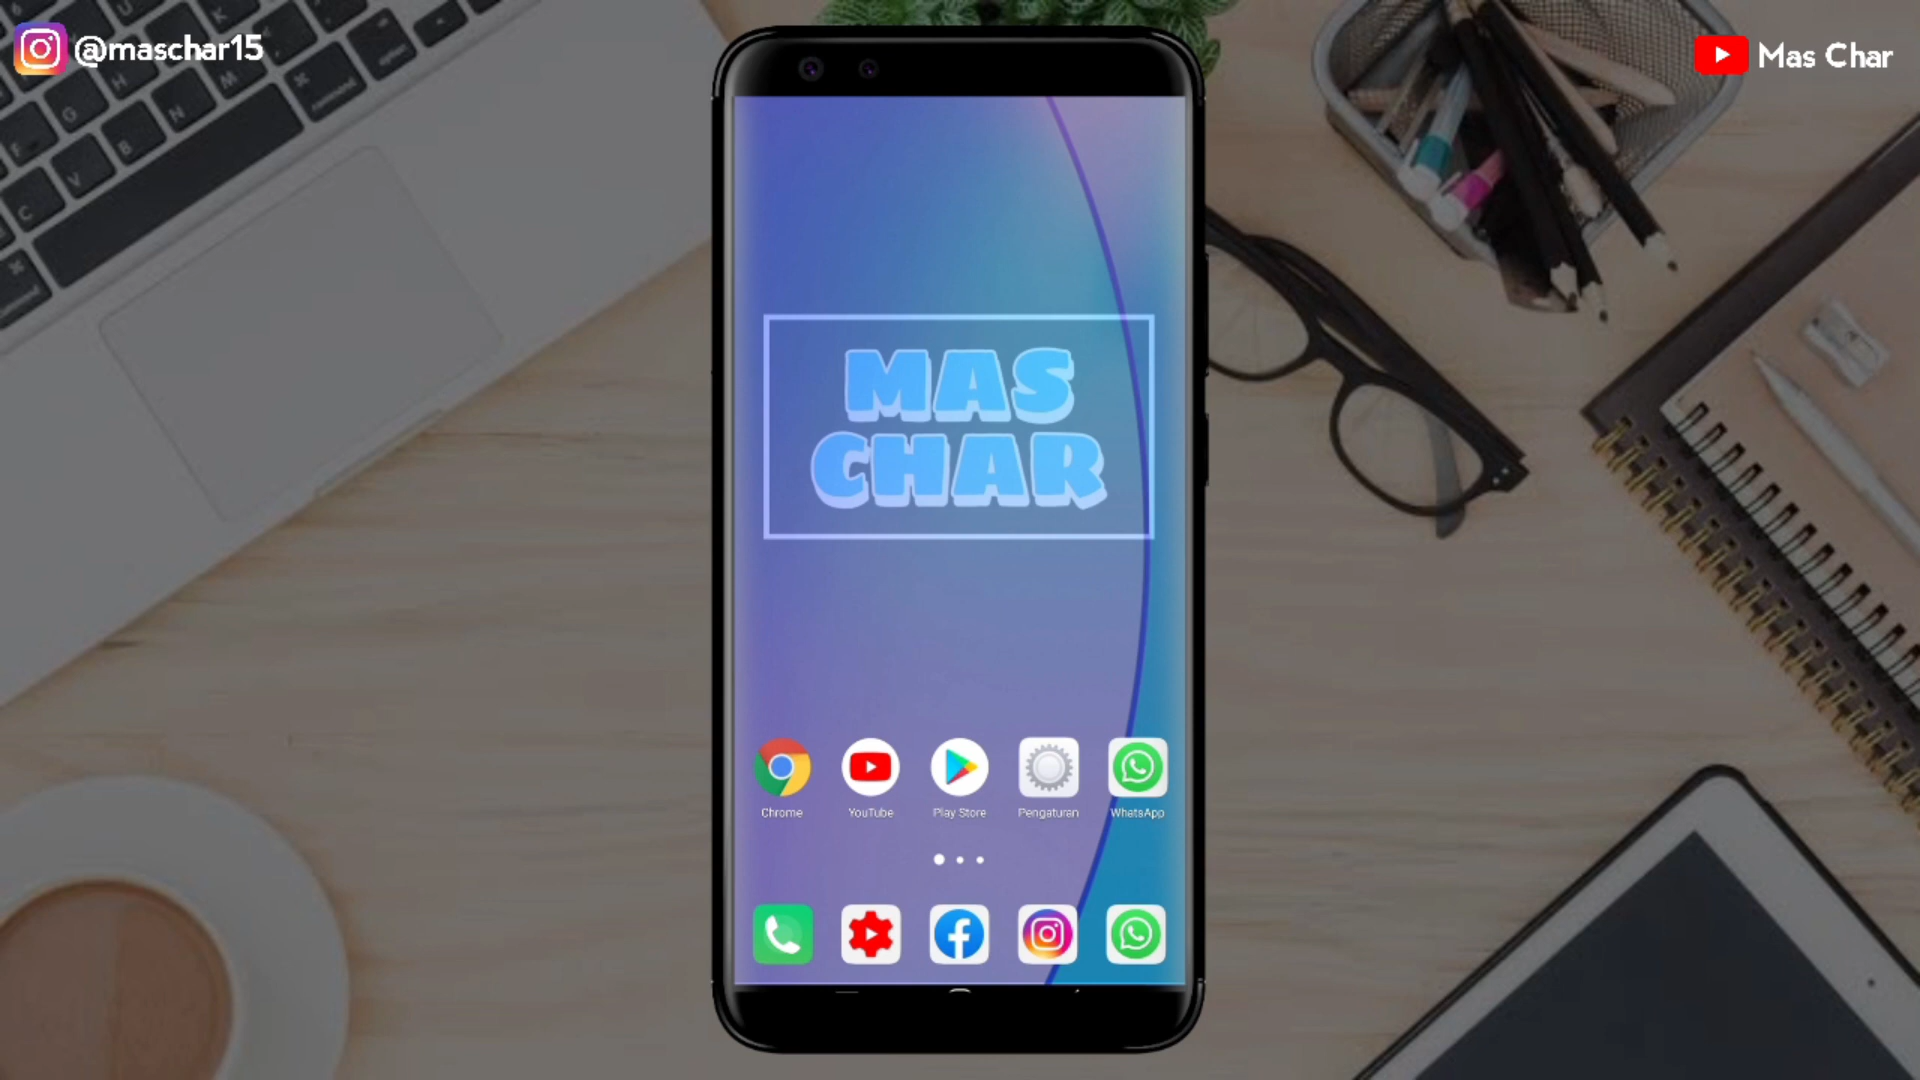 @maschar15
Mas Char
MAS
CHAR
Chrome
YouTube
Play Store
Pengaturan
WhatsApp